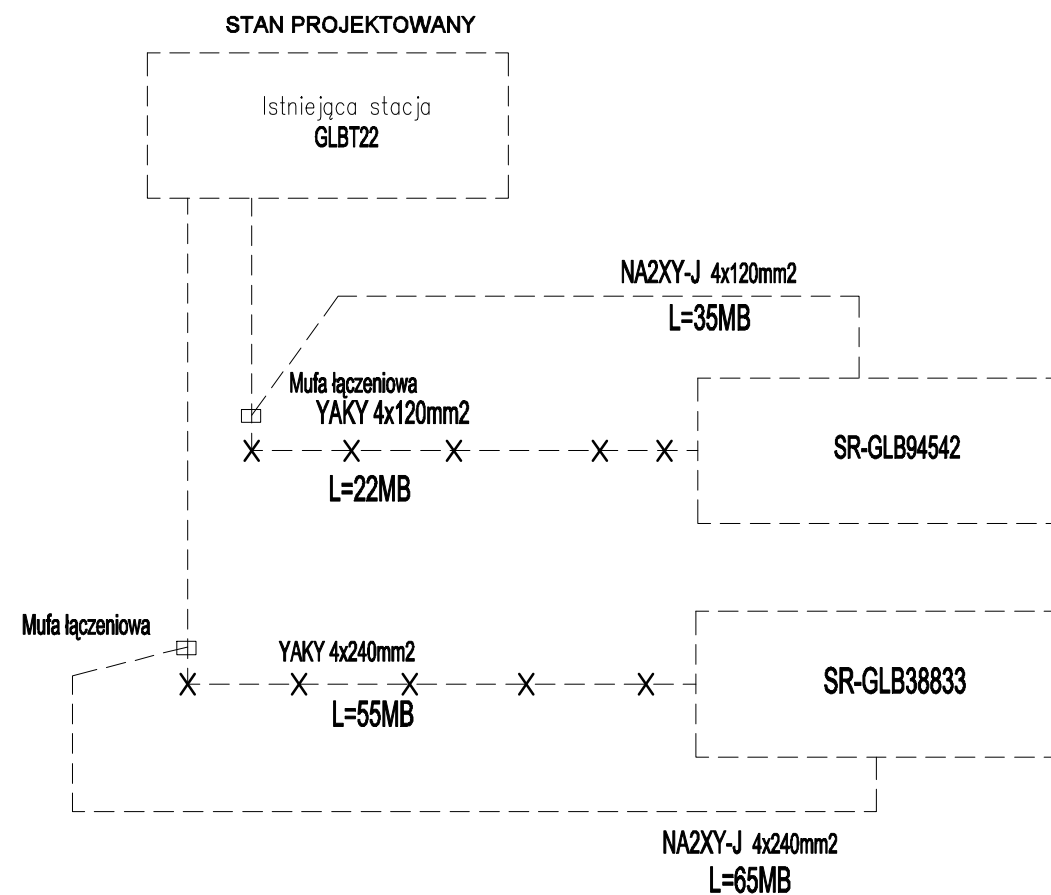 STAN PROJEKTOWANY
Istniejąca stacja
GLBT22
NA2XY-J 4x120mm2
L=35MB
Mufa łączeniowa
YAKY 4x120mm2
SR-GLB94542
L=22MB
Mufa łączeniowa
YAKY 4x240mm2
SR-GLB38833
L=55MB
NA2XY-J 4x240mm2
L=65MB